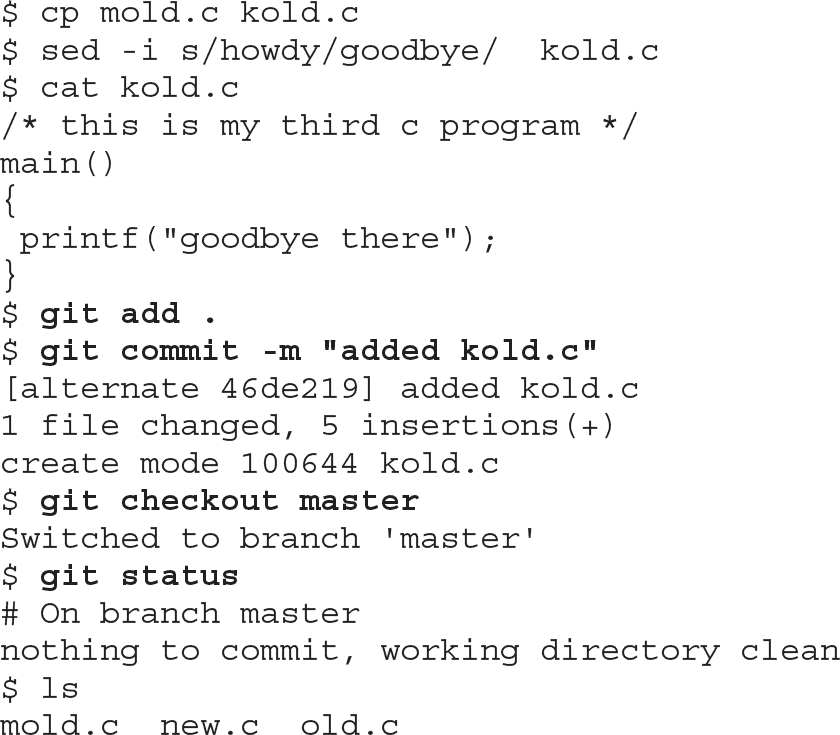 $ cp mold.c kold.c
$ sed -i s/howdy/goodbye/  kold.c
$ cat kold.c
/* this is my third c program */
main()
{
 printf("goodbye there");
}
$ git add .
$ git commit -m "added kold.c"
[alternate 46de219] added kold.c
1 file changed, 5 insertions(+)
create mode 100644 kold.c
$ git checkout master
Switched to branch 'master'
$ git status
# On branch master
nothing to commit, working directory clean
$ ls
mold.c  new.c  old.c